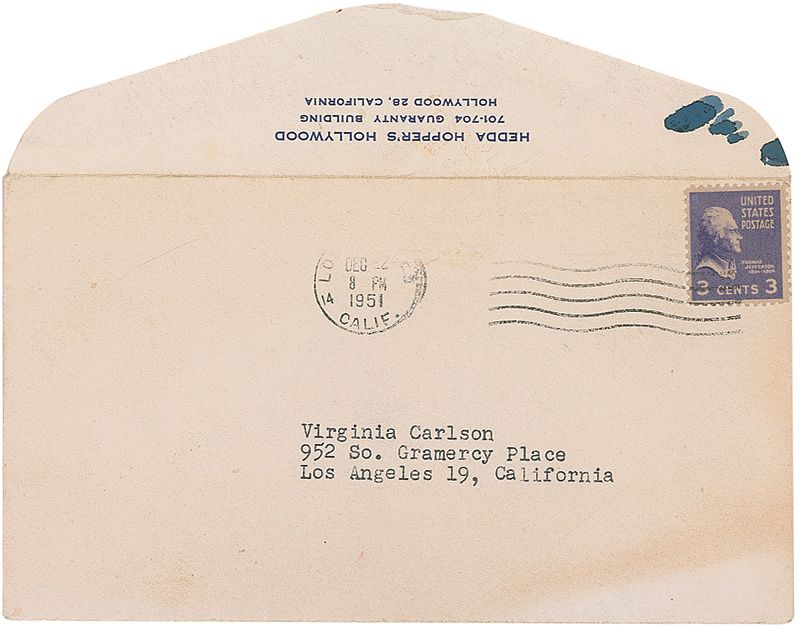 HEDDA HOPPER'S HOLLYWOOD
701-704 GUARANTY BUILDING
HOLLYWOOD 28, CALIFORNIA
UNITED
STATES
POSTAGE
THOMAS
JEFFERSON
3 CENTS 3
DEC
8 PM
1951
14
CALIF.
Virginia Carlson
952 So. Gramercy Place
Los Angeles 19, California